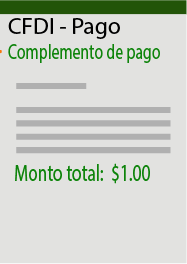 CFDI - Pago
Complemento de pago
Monto total: $1.00